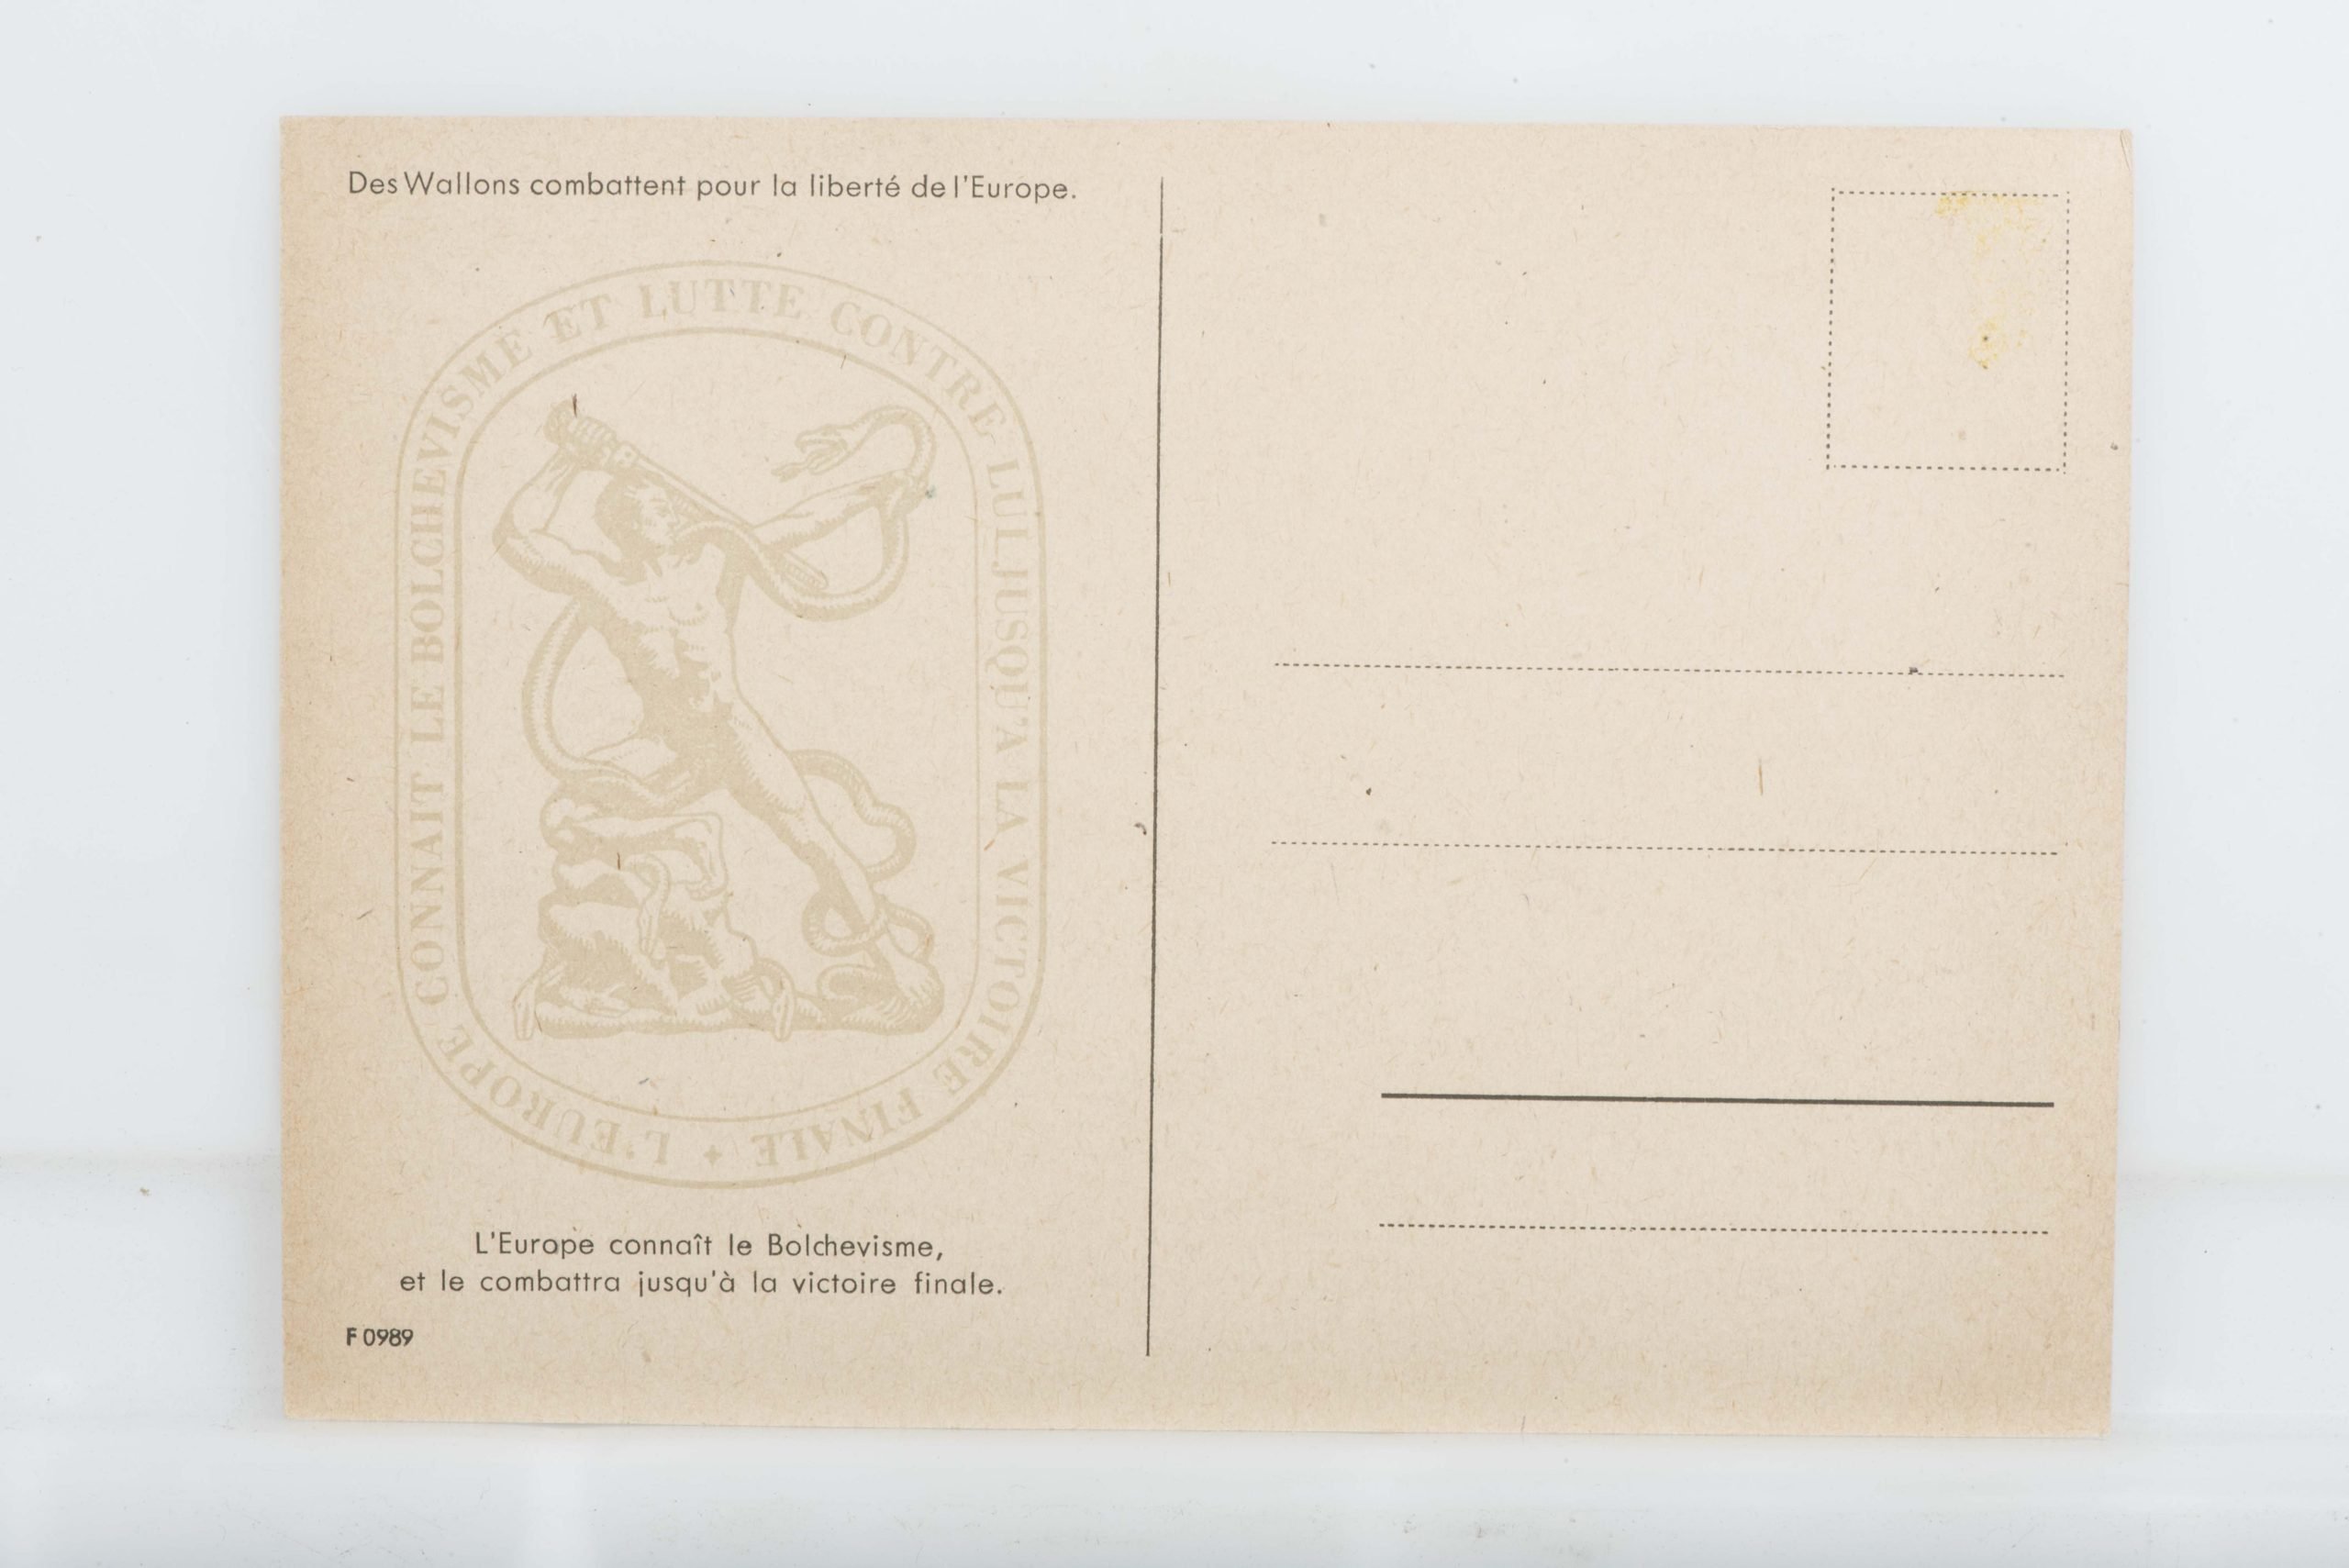 Des Wallons combattent pour la liberté de l'Europe.
L'EUROPE CONNAIT LE BOLCHEVISME ET LUTTE CONTRE LUI JUSQU'A LA VICTOIRE FINALE +
L'Europe connaît le Bolchevisme,
et le combattra jusqu'à la victoire finale.
F 0989